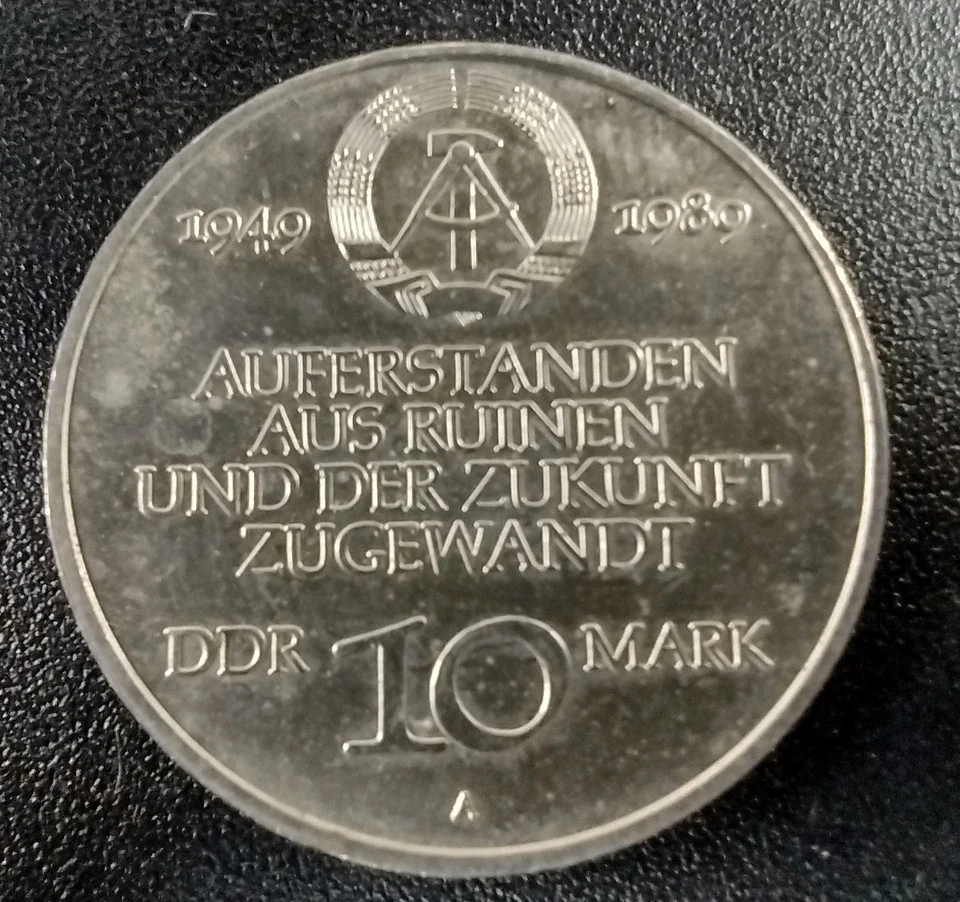 1949 1989
AUFERSTANDEN
AUS RUINEN
UND DER ZUKUNFT
ZUGEWANDT
DDR 10 MARK
A